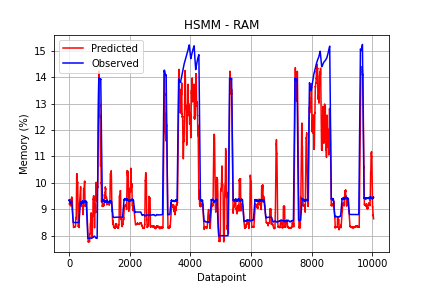 HSMM - RAM
Predicted
Observed
15
14
13
12
11
10
9
8
Memory (%)
0
2000
4000
6000
8000
10000
Datapoint